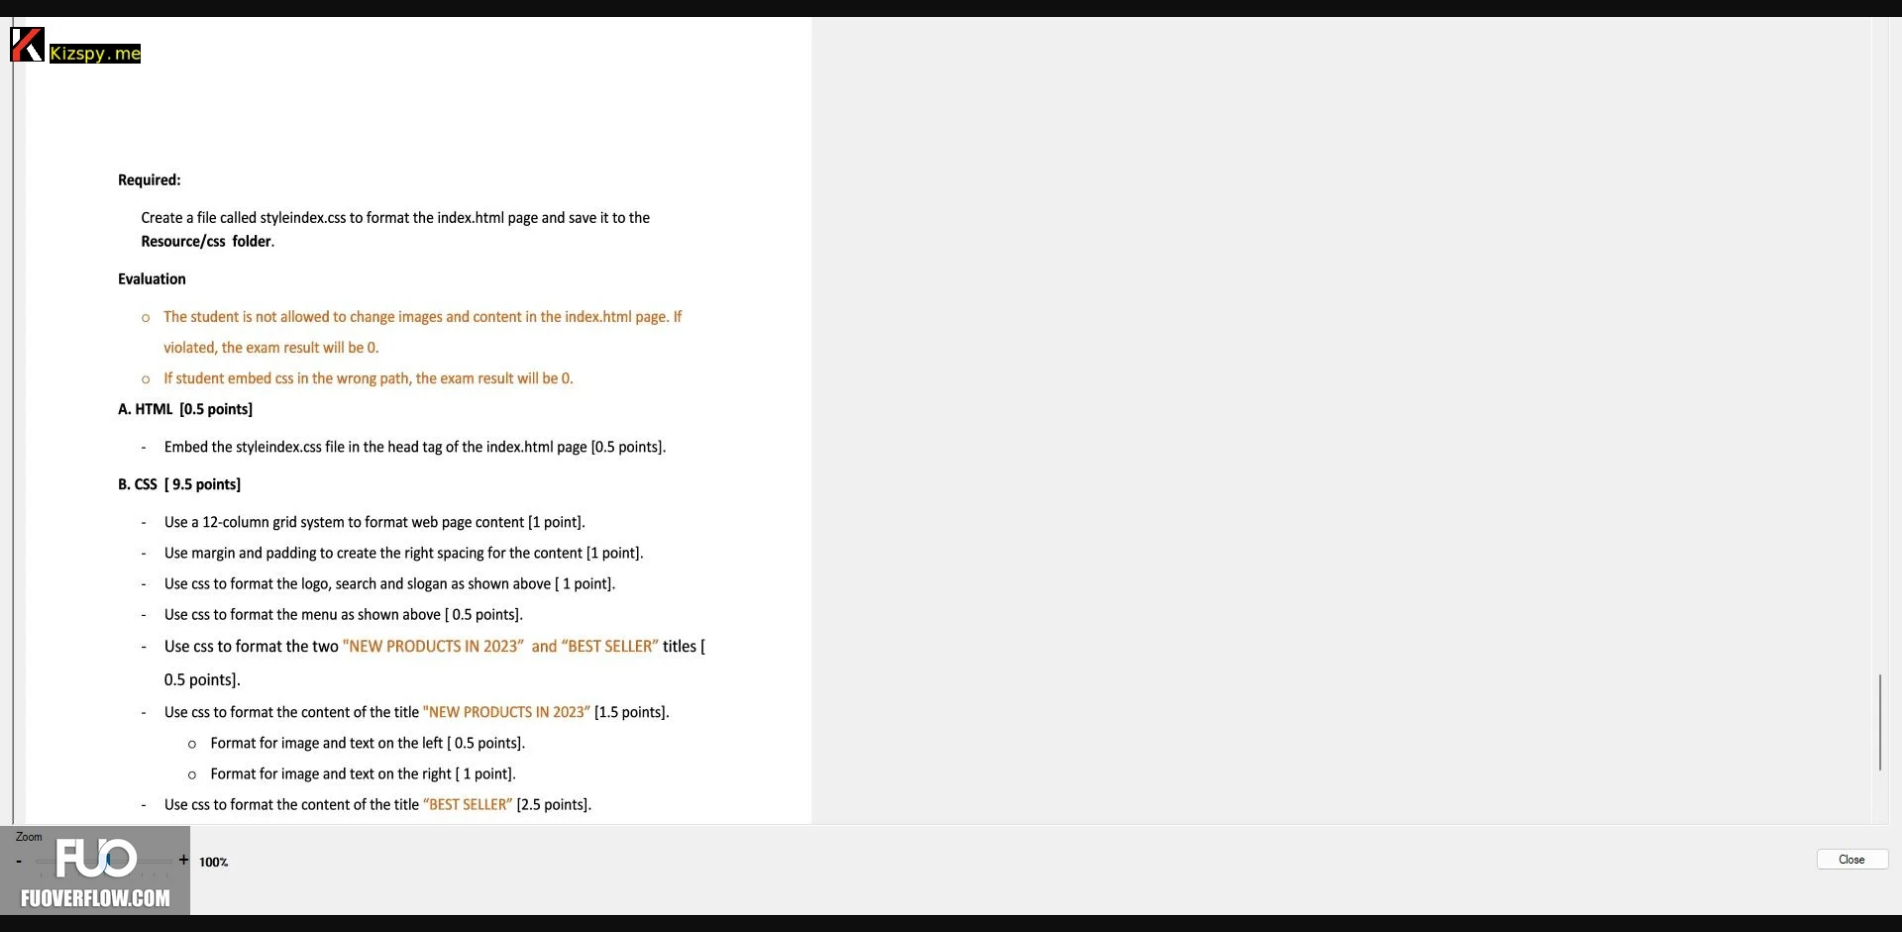 Kizspy.me
Required:
Create a file called styleindex.css to format the index.html page and save it to the
Resource/css folder.
Evaluation
o The student is not allowed to change images and content in the index.html page. If
violated, the exam result will be 0.
o If student embed css in the wrong path, the exam result will be 0.
A. HTML [0.5 points]
- Embed the styleindex.css file in the head tag of the index.html page [0.5 points].
B. CSS [ 9.5 points]
- Use a 12-column grid system to format web page content [1 point].
- Use margin and padding to create the right spacing for the content [1 point].
- Use css to format the logo, search and slogan as shown above [ 1 point].
- Use css to format the menu as shown above [ 0.5 points].
- Use css to format the two "NEW PRODUCTS IN 2023” and “BEST SELLER” titles [
0.5 points].
- Use css to format the content of the title "NEW PRODUCTS IN 2023” [1.5 points].
o Format for image and text on the left [ 0.5 points].
o Format for image and text on the right [ 1 point].
- Use css to format the content of the title “BEST SELLER” [2.5 points].
Zoom
- + 100%
Close
FUO
FUOVERFLOW.COM